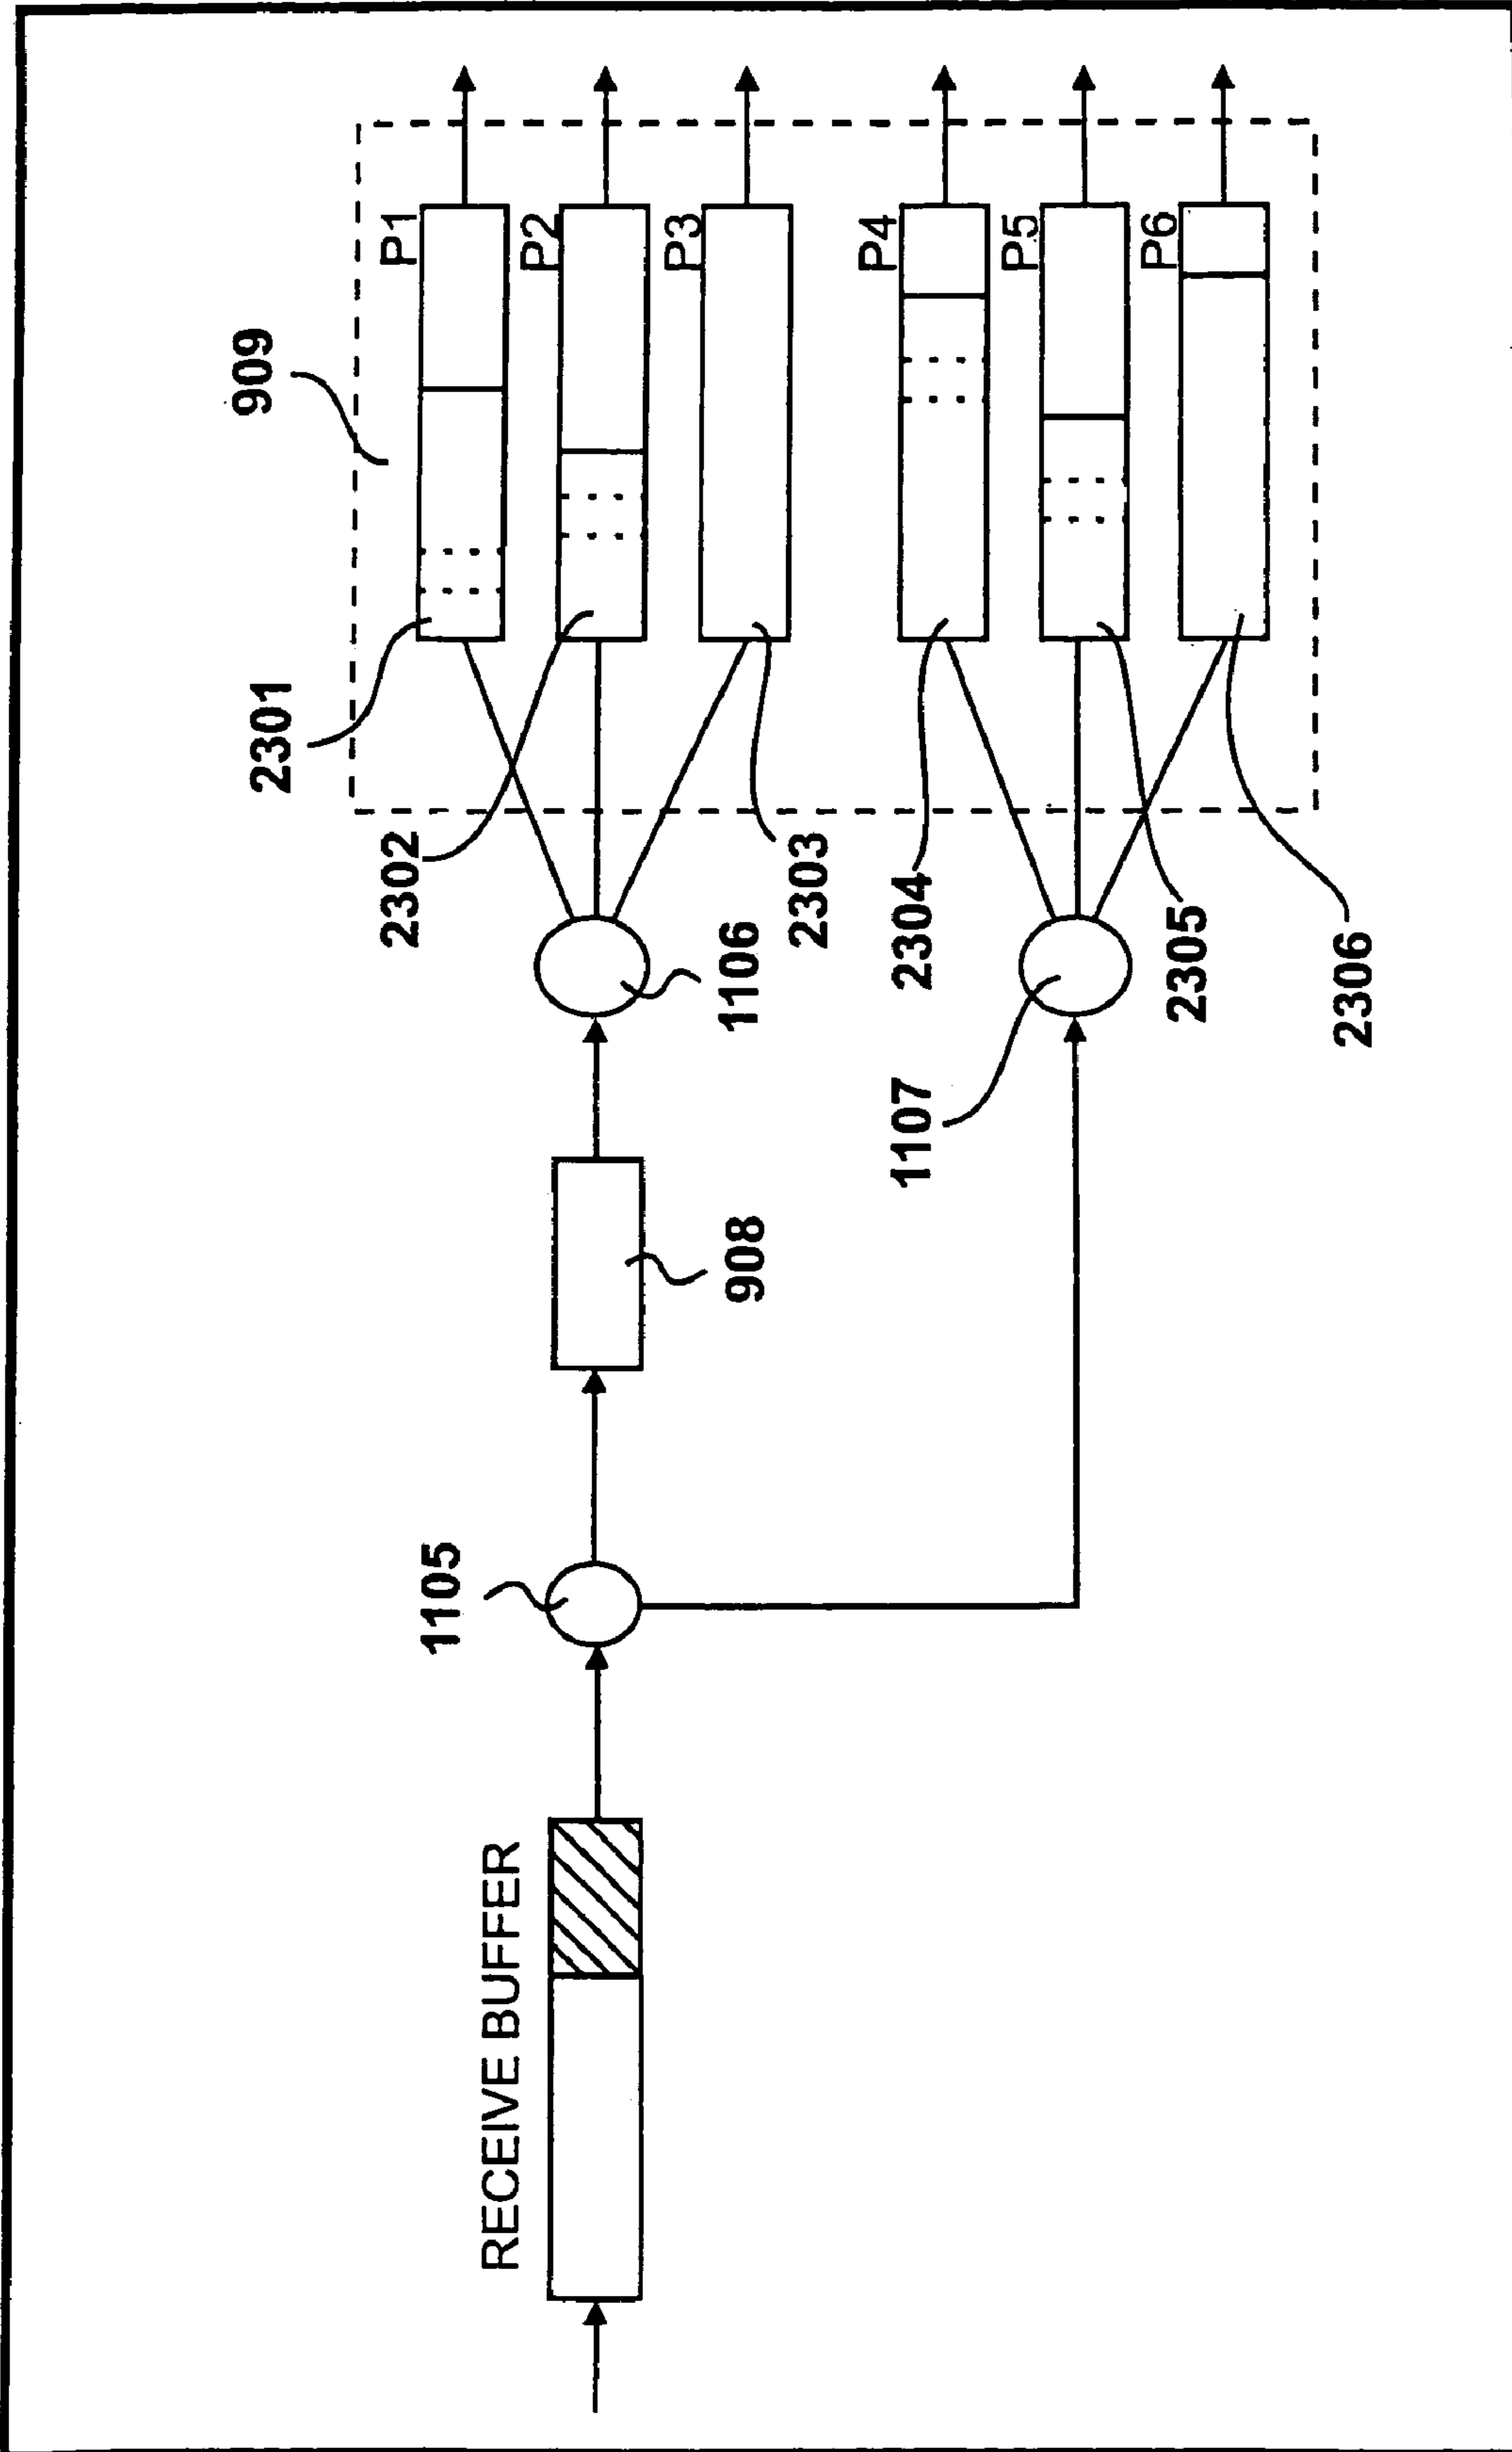 RECEIVE BUFFER
1105
908
1106
1107
909
2301
2302
2303
2304
2305
2306
P1
P2
P3
P4
P5
P6